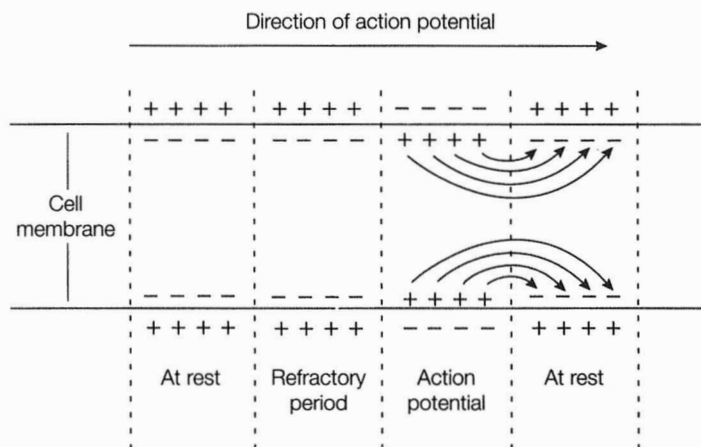 Direction of action potential
+ + + + + + + + − − − − + + + +
− − − − − − − − + + + + − − − −
Cell
membrane
− − − − − − − − + + + + − − − −
+ + + + + + + + − − − − + + + +
At rest
Refractory
period
Action
potential
At rest